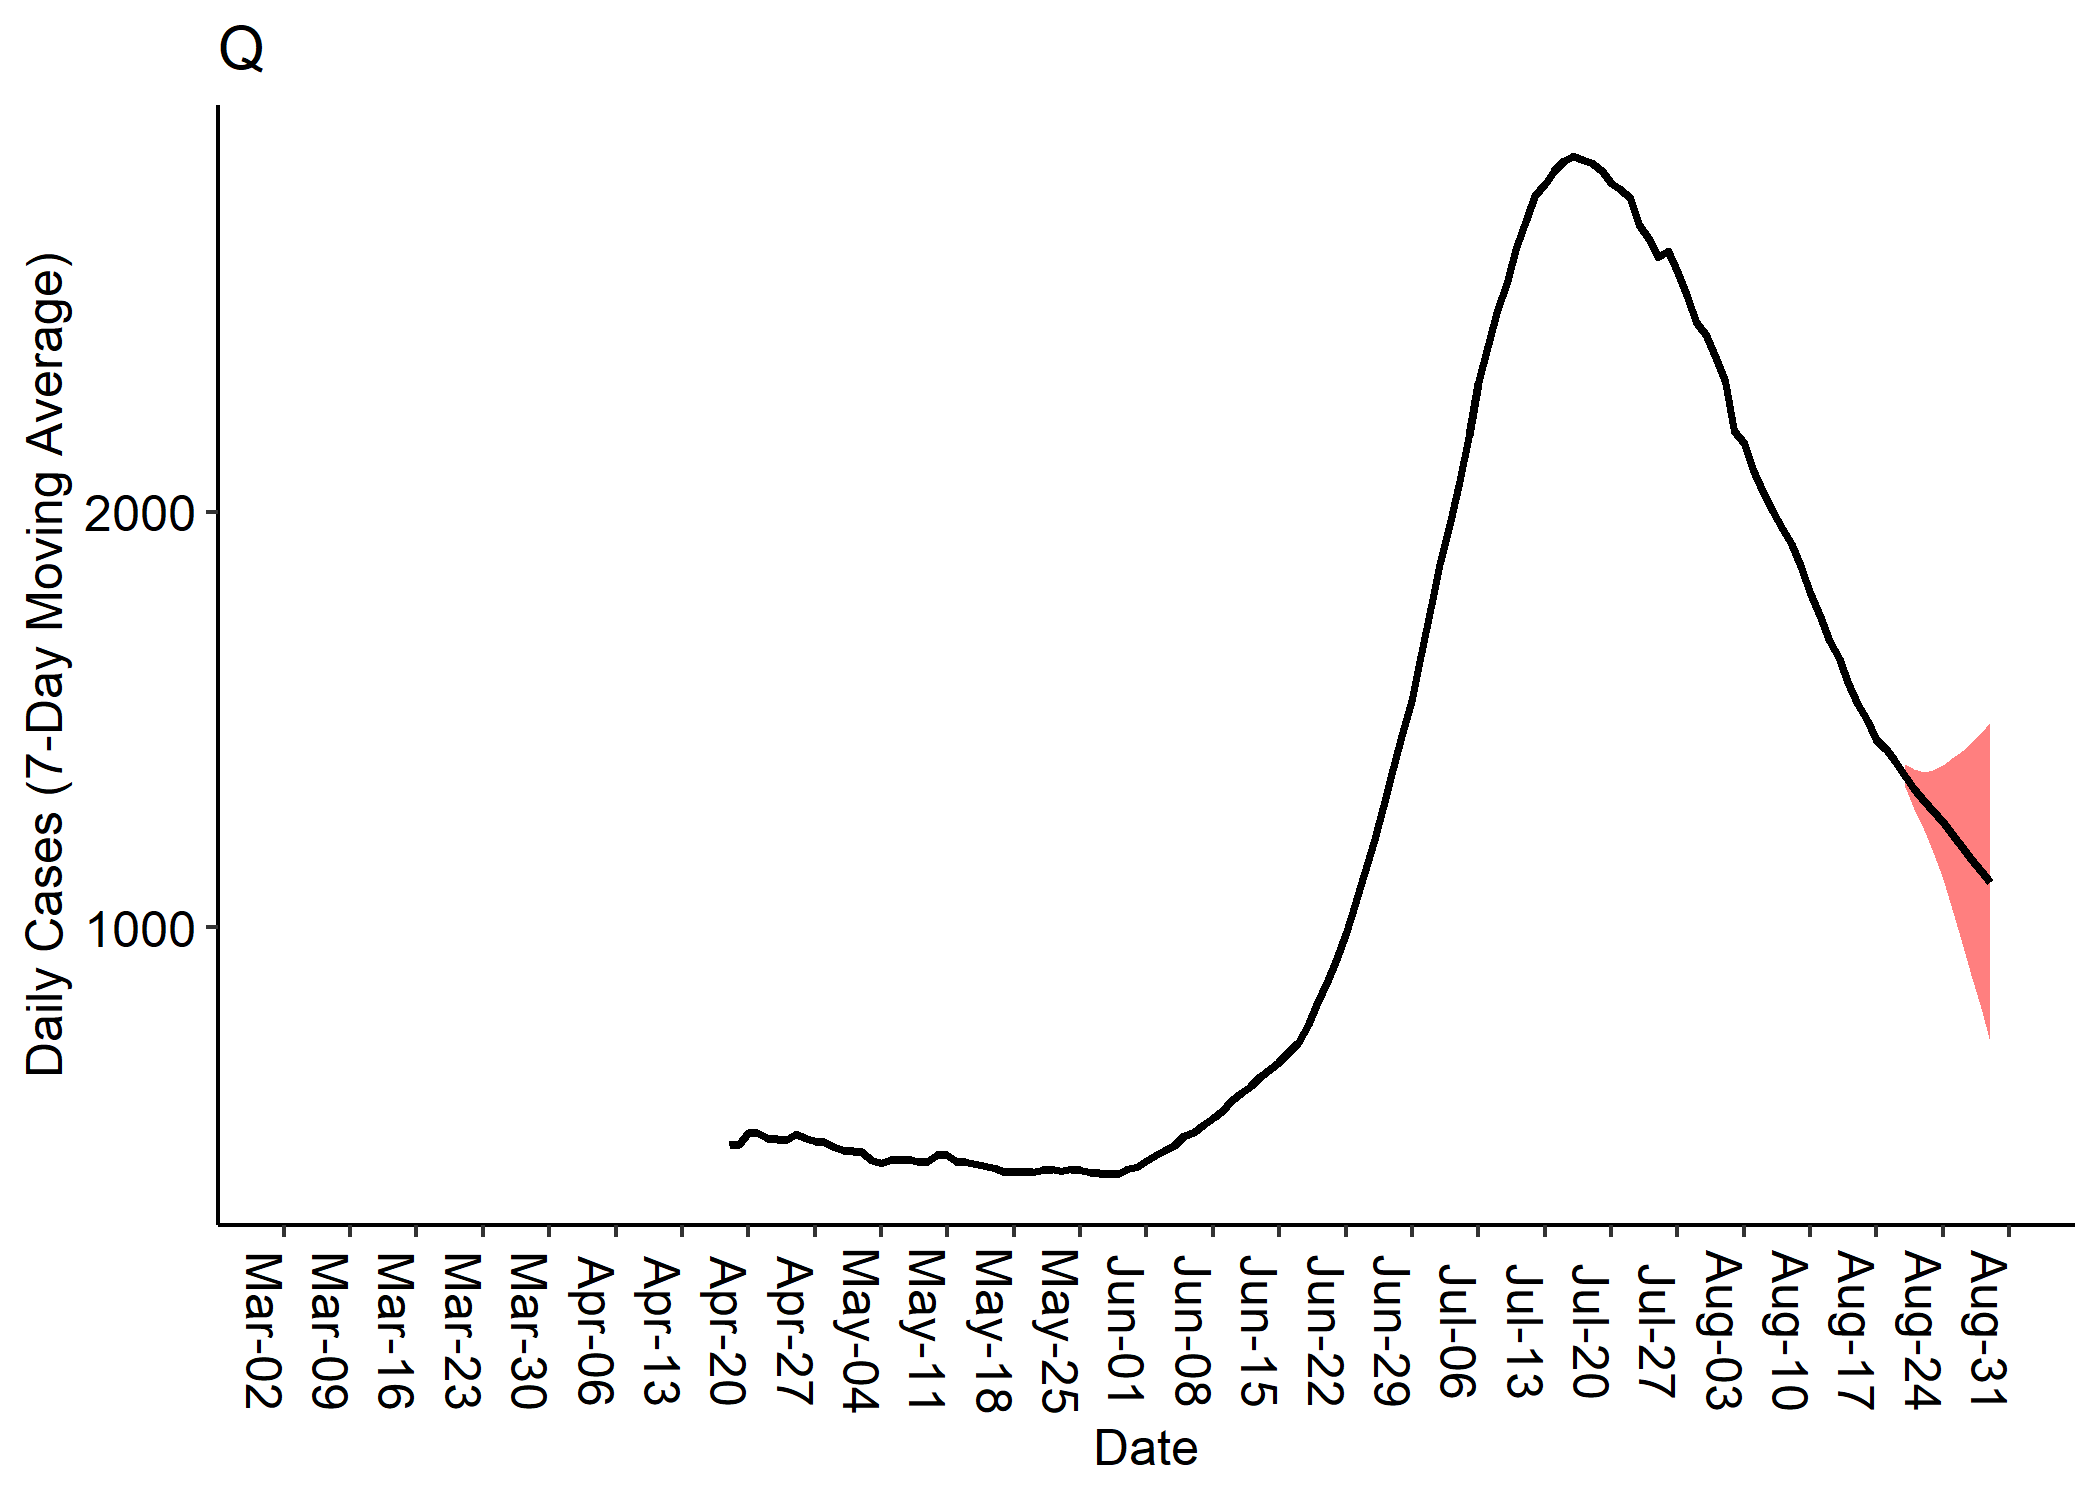 Q
Daily Cases (7-Day Moving Average)
2000
1000
Mar-02
Mar-09
Mar-16
Mar-23
Mar-30
Apr-06
Apr-13
Apr-20
Apr-27
May-04
May-11
May-18
May-25
Jun-01
Jun-08
Jun-15
Jun-22
Jun-29
Jul-06
Jul-13
Jul-20
Jul-27
Aug-03
Aug-10
Aug-17
Aug-24
Aug-31
Date